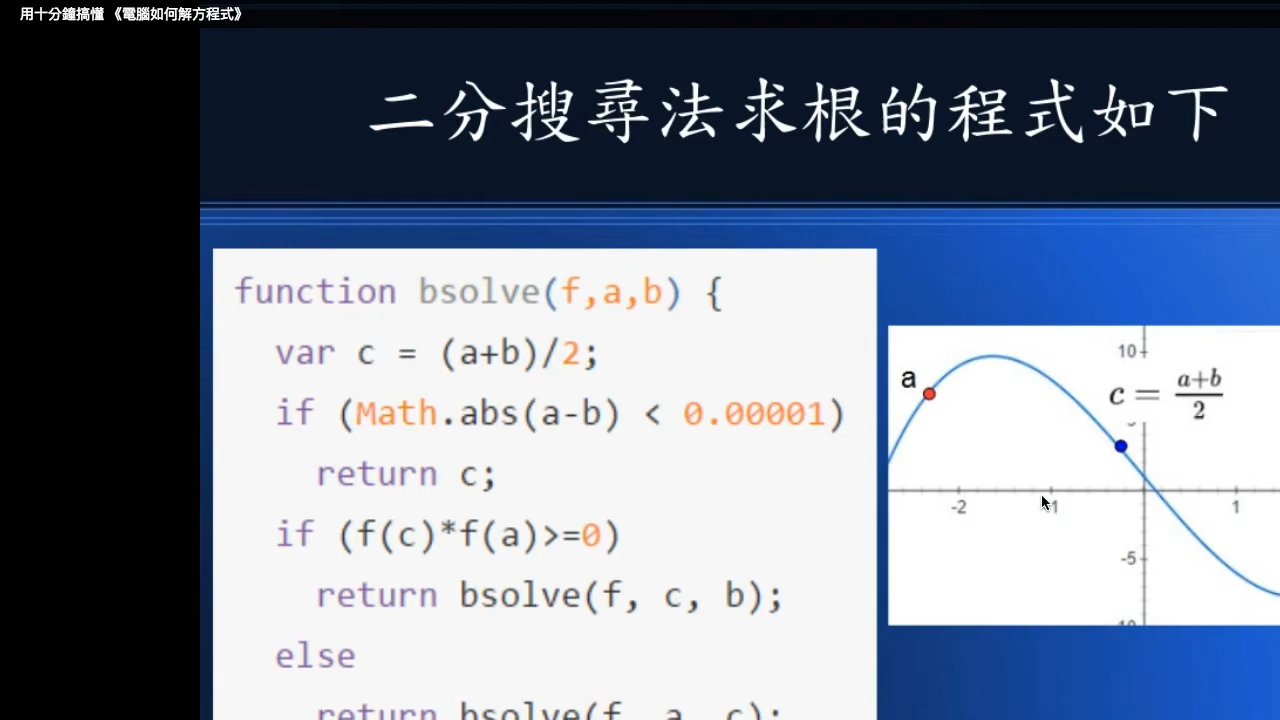 用十分鐘搞懂 《電腦如何解方程式》
二分搜尋法求根的程式如下
function bsolve(f,a,b) {
var c = (a+b)/2;
if (Math.abs(a-b) < 0.00001)
return c;
if (f(c)*f(a)>=0)
return bsolve(f, c, b);
else
return bsolve(f, a, c);
10
a
c = a+b
2
-2
1
-5